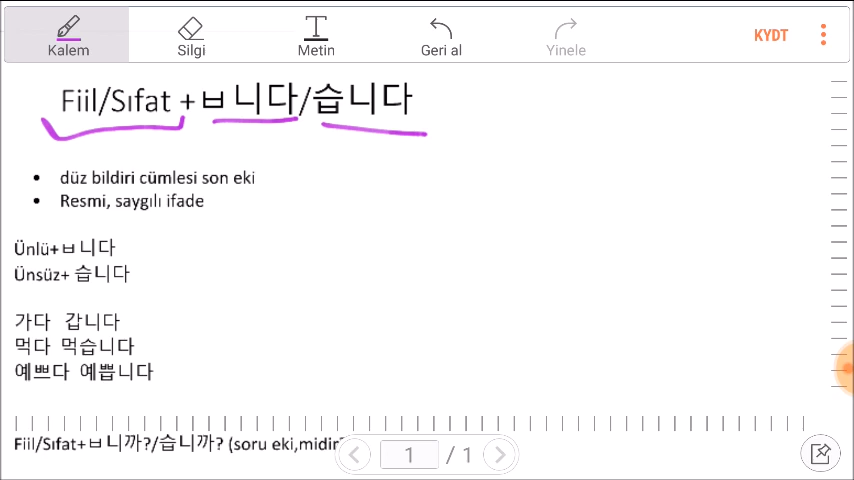 Kalem
Silgi
Metin
Geri al
Yinele
KYDT
Fiil/Sıfat +ㅂ니다/습니다
• düz bildiri cümlesi son eki
• Resmi, saygılı ifade
Ünlü+ㅂ니다
Ünsüz+ 습니다
가다 갑니다
먹다 먹습니다
예쁘다 예쁩니다
Fiil/Sıfat+ㅂ니까?/습니까? (soru eki,midir?
1 / 1